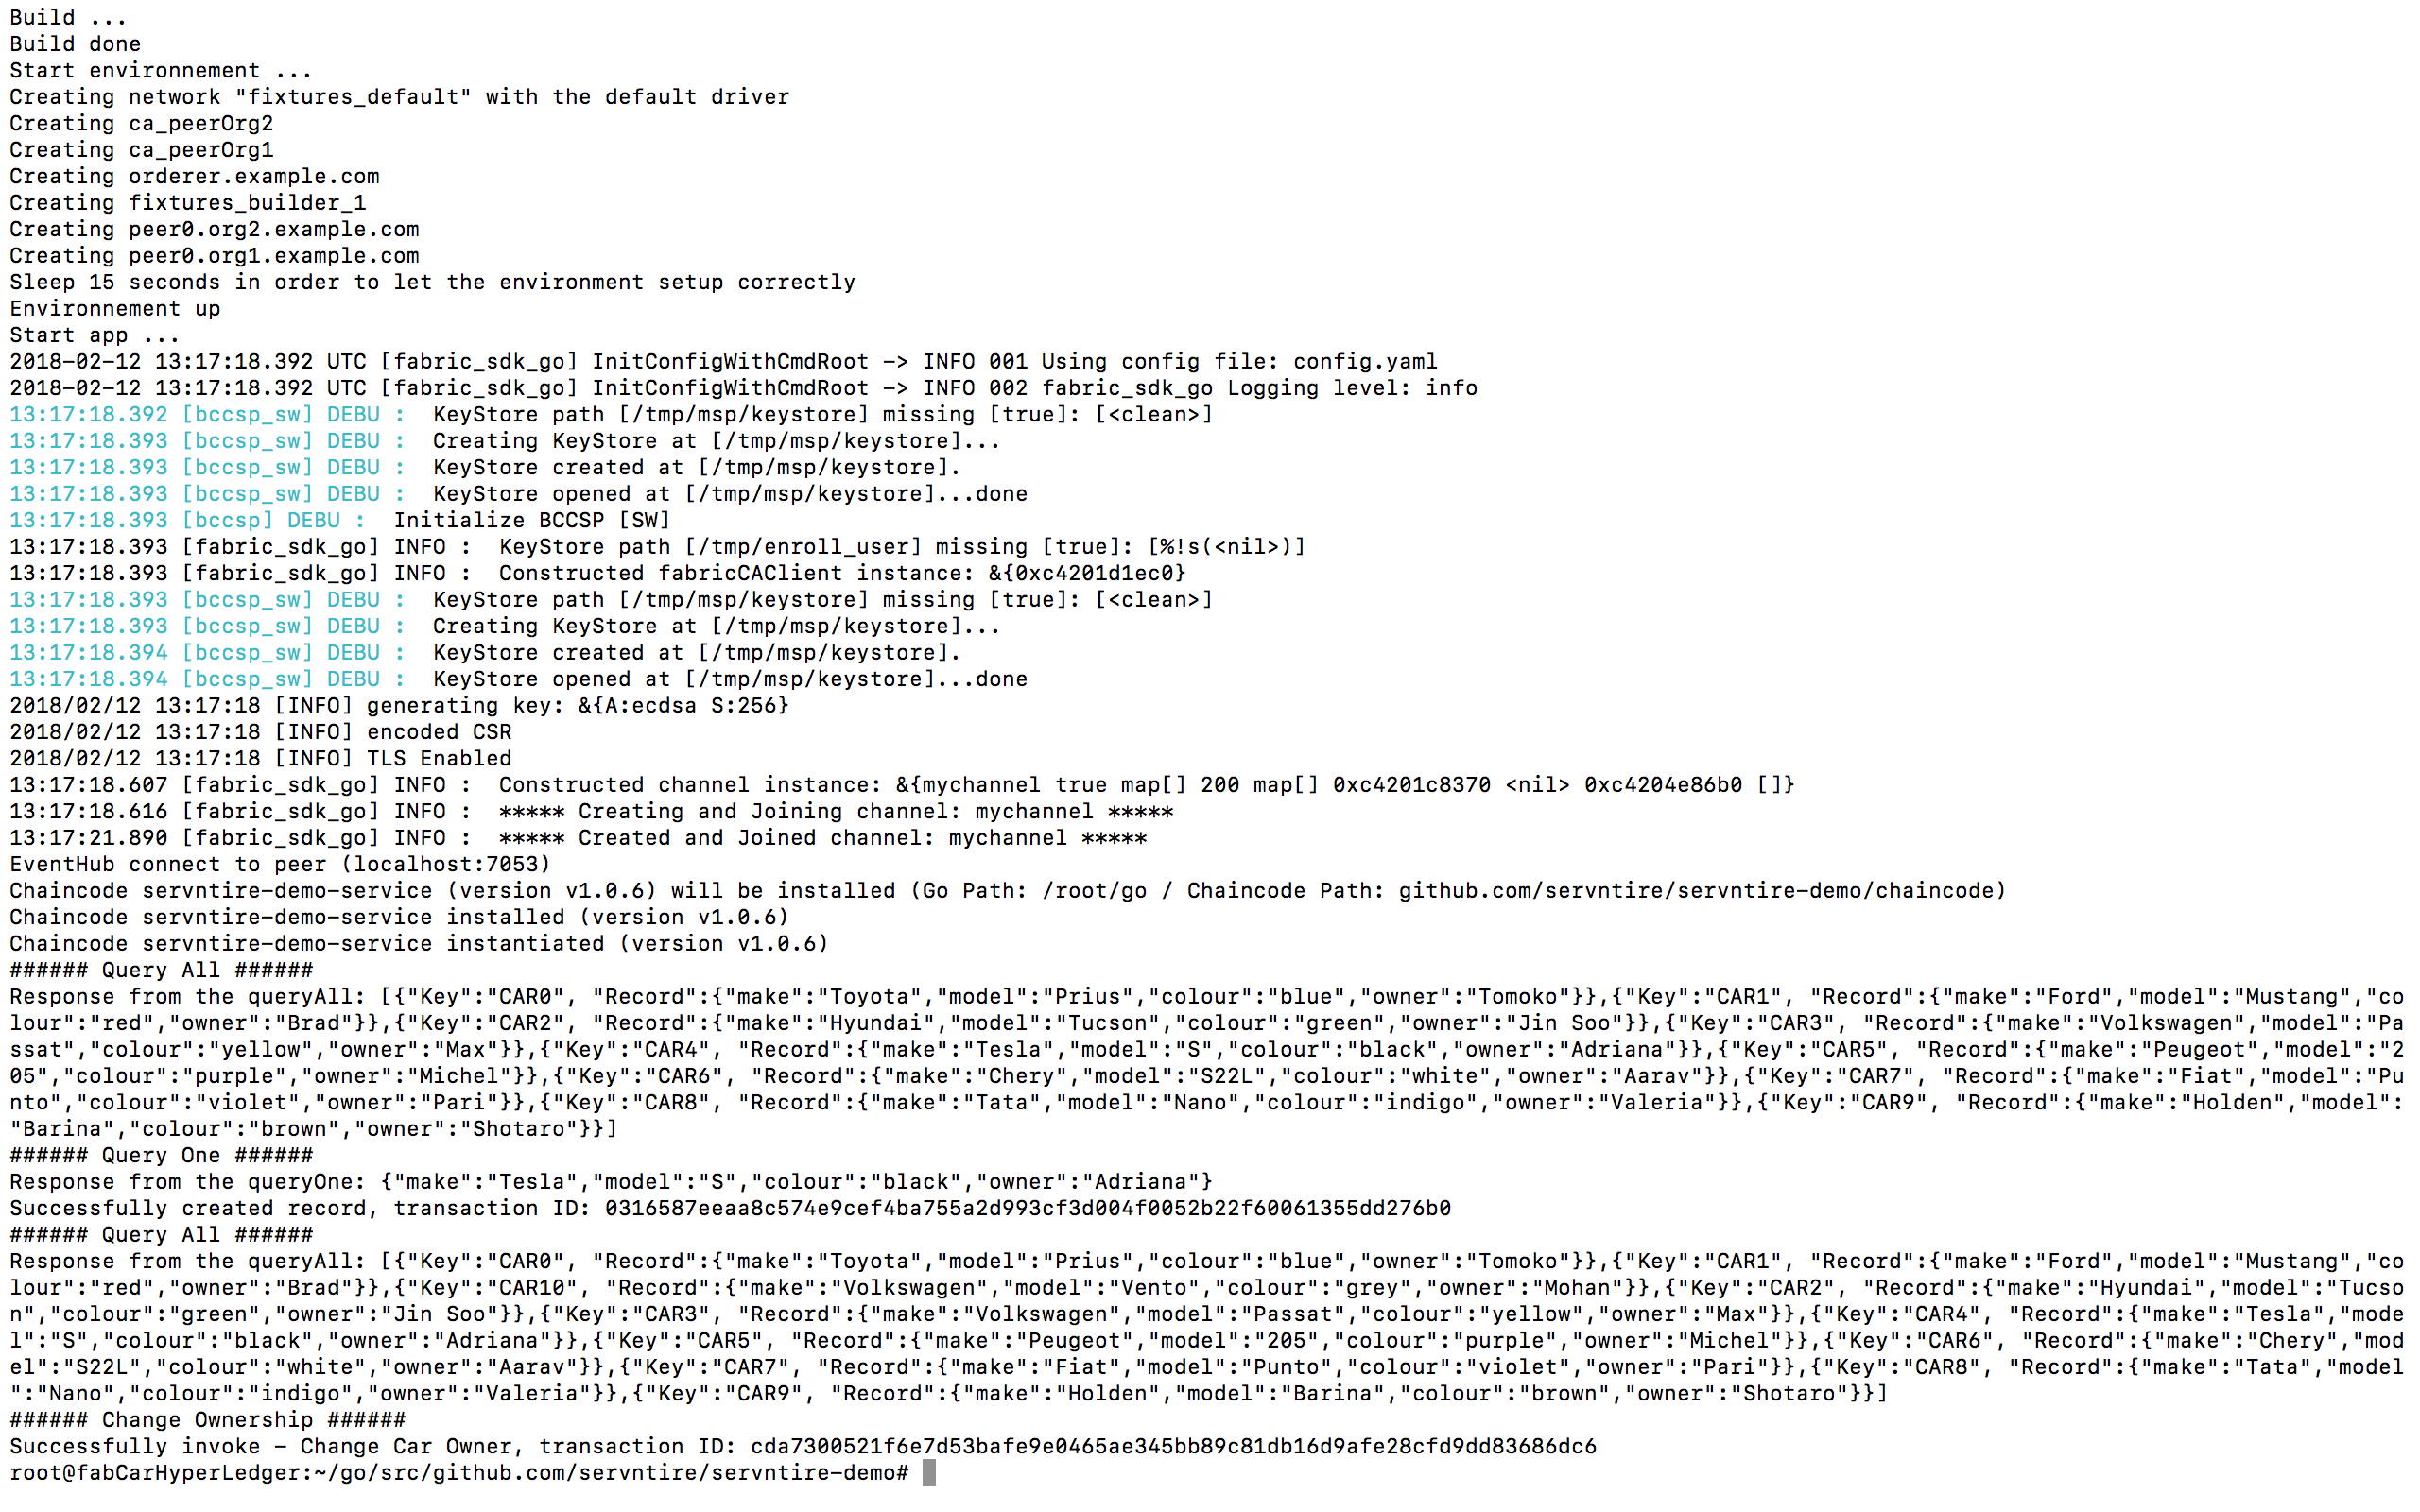 Build ...
Build done
Start environnement ...
Creating network "fixtures_default" with the default driver
Creating ca_peerOrg2
Creating ca_peerOrg1
Creating orderer.example.com
Creating fixtures_builder_1
Creating peer0.org2.example.com
Creating peer0.org1.example.com
Sleep 15 seconds in order to let the environment setup correctly
Environnement up
Start app ...
2018-02-12 13:17:18.392 UTC [fabric_sdk_go] InitConfigWithCmdRoot -> INFO 001 Using config file: config.yaml
2018-02-12 13:17:18.392 UTC [fabric_sdk_go] InitConfigWithCmdRoot -> INFO 002 fabric_sdk_go Logging level: info
13:17:18.392 [bccsp_sw] DEBU :  KeyStore path [/tmp/msp/keystore] missing [true]: [<clean>]
13:17:18.393 [bccsp_sw] DEBU :  Creating KeyStore at [/tmp/msp/keystore]...
13:17:18.393 [bccsp_sw] DEBU :  KeyStore created at [/tmp/msp/keystore].
13:17:18.393 [bccsp_sw] DEBU :  KeyStore opened at [/tmp/msp/keystore]...done
13:17:18.393 [bccsp] DEBU :  Initialize BCCSP [SW]
13:17:18.393 [fabric_sdk_go] INFO :  KeyStore path [/tmp/enroll_user] missing [true]: [%!s(<nil>)]
13:17:18.393 [fabric_sdk_go] INFO :  Constructed fabricCAClient instance: &{0xc4201d1ec0}
13:17:18.393 [bccsp_sw] DEBU :  KeyStore path [/tmp/msp/keystore] missing [true]: [<clean>]
13:17:18.393 [bccsp_sw] DEBU :  Creating KeyStore at [/tmp/msp/keystore]...
13:17:18.394 [bccsp_sw] DEBU :  KeyStore created at [/tmp/msp/keystore].
13:17:18.394 [bccsp_sw] DEBU :  KeyStore opened at [/tmp/msp/keystore]...done
2018/02/12 13:17:18 [INFO] generating key: &{A:ecdsa S:256}
2018/02/12 13:17:18 [INFO] encoded CSR
2018/02/12 13:17:18 [INFO] TLS Enabled
13:17:18.607 [fabric_sdk_go] INFO :  Constructed channel instance: &{mychannel true map[] 200 map[] 0xc4201c8370 <nil> 0xc4204e86b0 []}
13:17:18.616 [fabric_sdk_go] INFO :  ***** Creating and Joining channel: mychannel *****
13:17:21.890 [fabric_sdk_go] INFO :  ***** Created and Joined channel: mychannel *****
EventHub connect to peer (localhost:7053)
Chaincode servntire-demo-service (version v1.0.6) will be installed (Go Path: /root/go / Chaincode Path: github.com/servntire/servntire-demo/chaincode)
Chaincode servntire-demo-service installed (version v1.0.6)
Chaincode servntire-demo-service instantiated (version v1.0.6)
###### Query All ######
Response from the queryAll: [{"Key":"CAR0", "Record":{"make":"Toyota","model":"Prius","colour":"blue","owner":"Tomoko"}},{"Key":"CAR1", "Record":{"make":"Ford","model":"Mustang","co
lour":"red","owner":"Brad"}},{"Key":"CAR2", "Record":{"make":"Hyundai","model":"Tucson","colour":"green","owner":"Jin Soo"}},{"Key":"CAR3", "Record":{"make":"Volkswagen","model":"Pa
ssat","colour":"yellow","owner":"Max"}},{"Key":"CAR4", "Record":{"make":"Tesla","model":"S","colour":"black","owner":"Adriana"}},{"Key":"CAR5", "Record":{"make":"Peugeot","model":"2
05","colour":"purple","owner":"Michel"}},{"Key":"CAR6", "Record":{"make":"Chery","model":"S22L","colour":"white","owner":"Aarav"}},{"Key":"CAR7", "Record":{"make":"Fiat","model":"Pu
nto","colour":"violet","owner":"Pari"}},{"Key":"CAR8", "Record":{"make":"Tata","model":"Nano","colour":"indigo","owner":"Valeria"}},{"Key":"CAR9", "Record":{"make":"Holden","model":
"Barina","colour":"brown","owner":"Shotaro"}}]
###### Query One ######
Response from the queryOne: {"make":"Tesla","model":"S","colour":"black","owner":"Adriana"}
Successfully created record, transaction ID: 0316587eeaa8c574e9cef4ba755a2d993cf3d004f0052b22f60061355dd276b0
###### Query All ######
Response from the queryAll: [{"Key":"CAR0", "Record":{"make":"Toyota","model":"Prius","colour":"blue","owner":"Tomoko"}},{"Key":"CAR1", "Record":{"make":"Ford","model":"Mustang","co
lour":"red","owner":"Brad"}},{"Key":"CAR10", "Record":{"make":"Volkswagen","model":"Vento","colour":"grey","owner":"Mohan"}},{"Key":"CAR2", "Record":{"make":"Hyundai","model":"Tucso
n","colour":"green","owner":"Jin Soo"}},{"Key":"CAR3", "Record":{"make":"Volkswagen","model":"Passat","colour":"yellow","owner":"Max"}},{"Key":"CAR4", "Record":{"make":"Tesla","mode
l":"S","colour":"black","owner":"Adriana"}},{"Key":"CAR5", "Record":{"make":"Peugeot","model":"205","colour":"purple","owner":"Michel"}},{"Key":"CAR6", "Record":{"make":"Chery","mod
el":"S22L","colour":"white","owner":"Aarav"}},{"Key":"CAR7", "Record":{"make":"Fiat","model":"Punto","colour":"violet","owner":"Pari"}},{"Key":"CAR8", "Record":{"make":"Tata","model
":"Nano","colour":"indigo","owner":"Valeria"}},{"Key":"CAR9", "Record":{"make":"Holden","model":"Barina","colour":"brown","owner":"Shotaro"}}]
###### Change Ownership ######
Successfully invoke - Change Car Owner, transaction ID: cda7300521f6e7d53bafe9e0465ae345bb89c81db16d9afe28cfd9dd83686dc6
root@fabCarHyperLedger:~/go/src/github.com/servntire/servntire-demo#